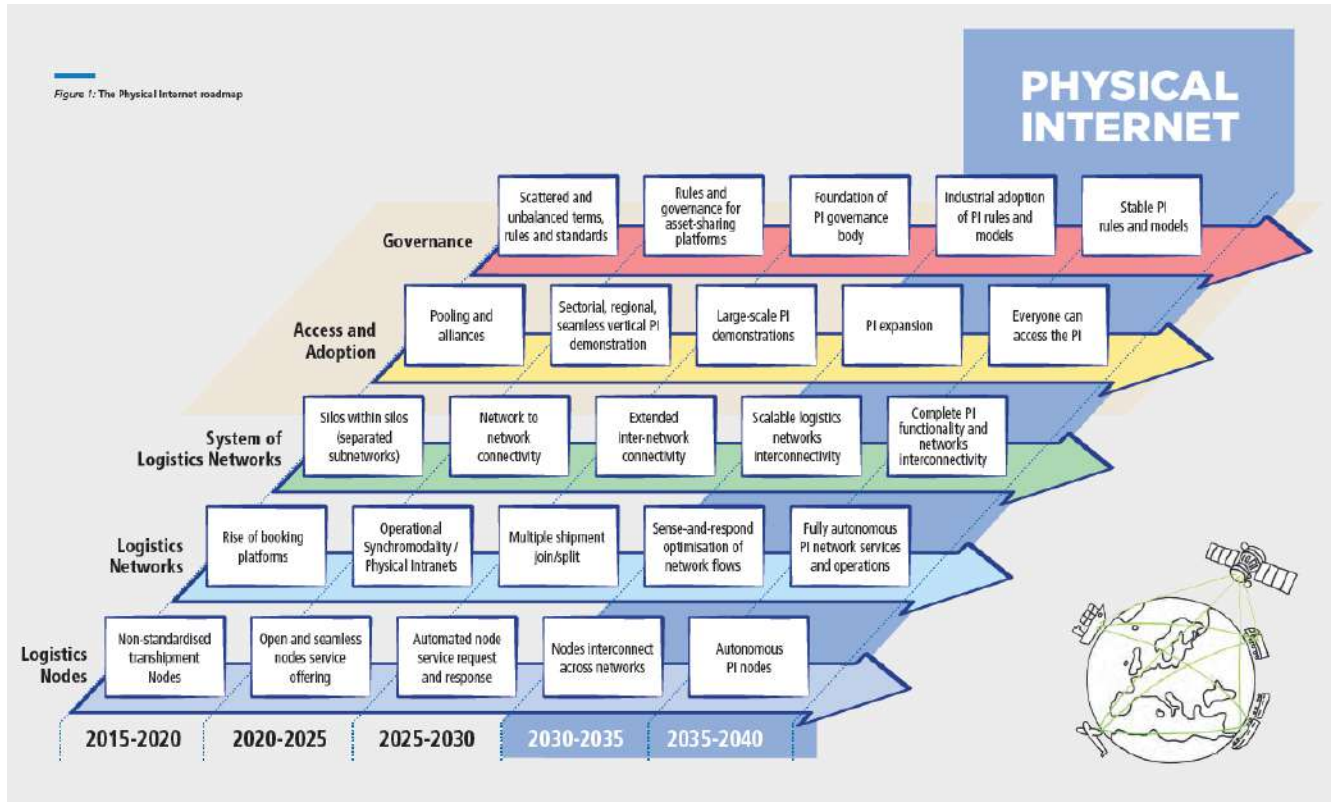 Figure 1: The Physical Internet roadmap
PHYSICAL
INTERNET
Governance
Scattered and
unbalanced terms,
rules and standards
Rules and
governance for
asset-sharing
platforms
Foundation of
PI governance
body
Industrial adoption
of PI rules and
models
Stable PI
rules and models
Access and
Adoption
Pooling and
alliances
Sectorial, regional,
seamless vertical PI
demonstration
Large-scale PI
demonstrations
PI expansion
Everyone can
access the PI
System of
Logistics Networks
Silos within silos
(separated
subnetworks)
Network to
network
connectivity
Extended
inter-network
connectivity
Scalable logistics
networks
interconnectivity
Complete PI
functionality and
networks
interconnectivity
Logistics
Networks
Rise of booking
platforms
Operational
Synchromodality /
Physical Intranets
Multiple shipment
join/split
Sense-and-respond
optimisation of
network flows
Fully autonomous
PI network services
and operations
Logistics
Nodes
Non-standardised
transhipment
Nodes
Open and seamless
nodes service
offering
Automated node
service request
and response
Nodes interconnect
across networks
Autonomous
PI nodes
2015-2020
2020-2025
2025-2030
2030-2035
2035-2040